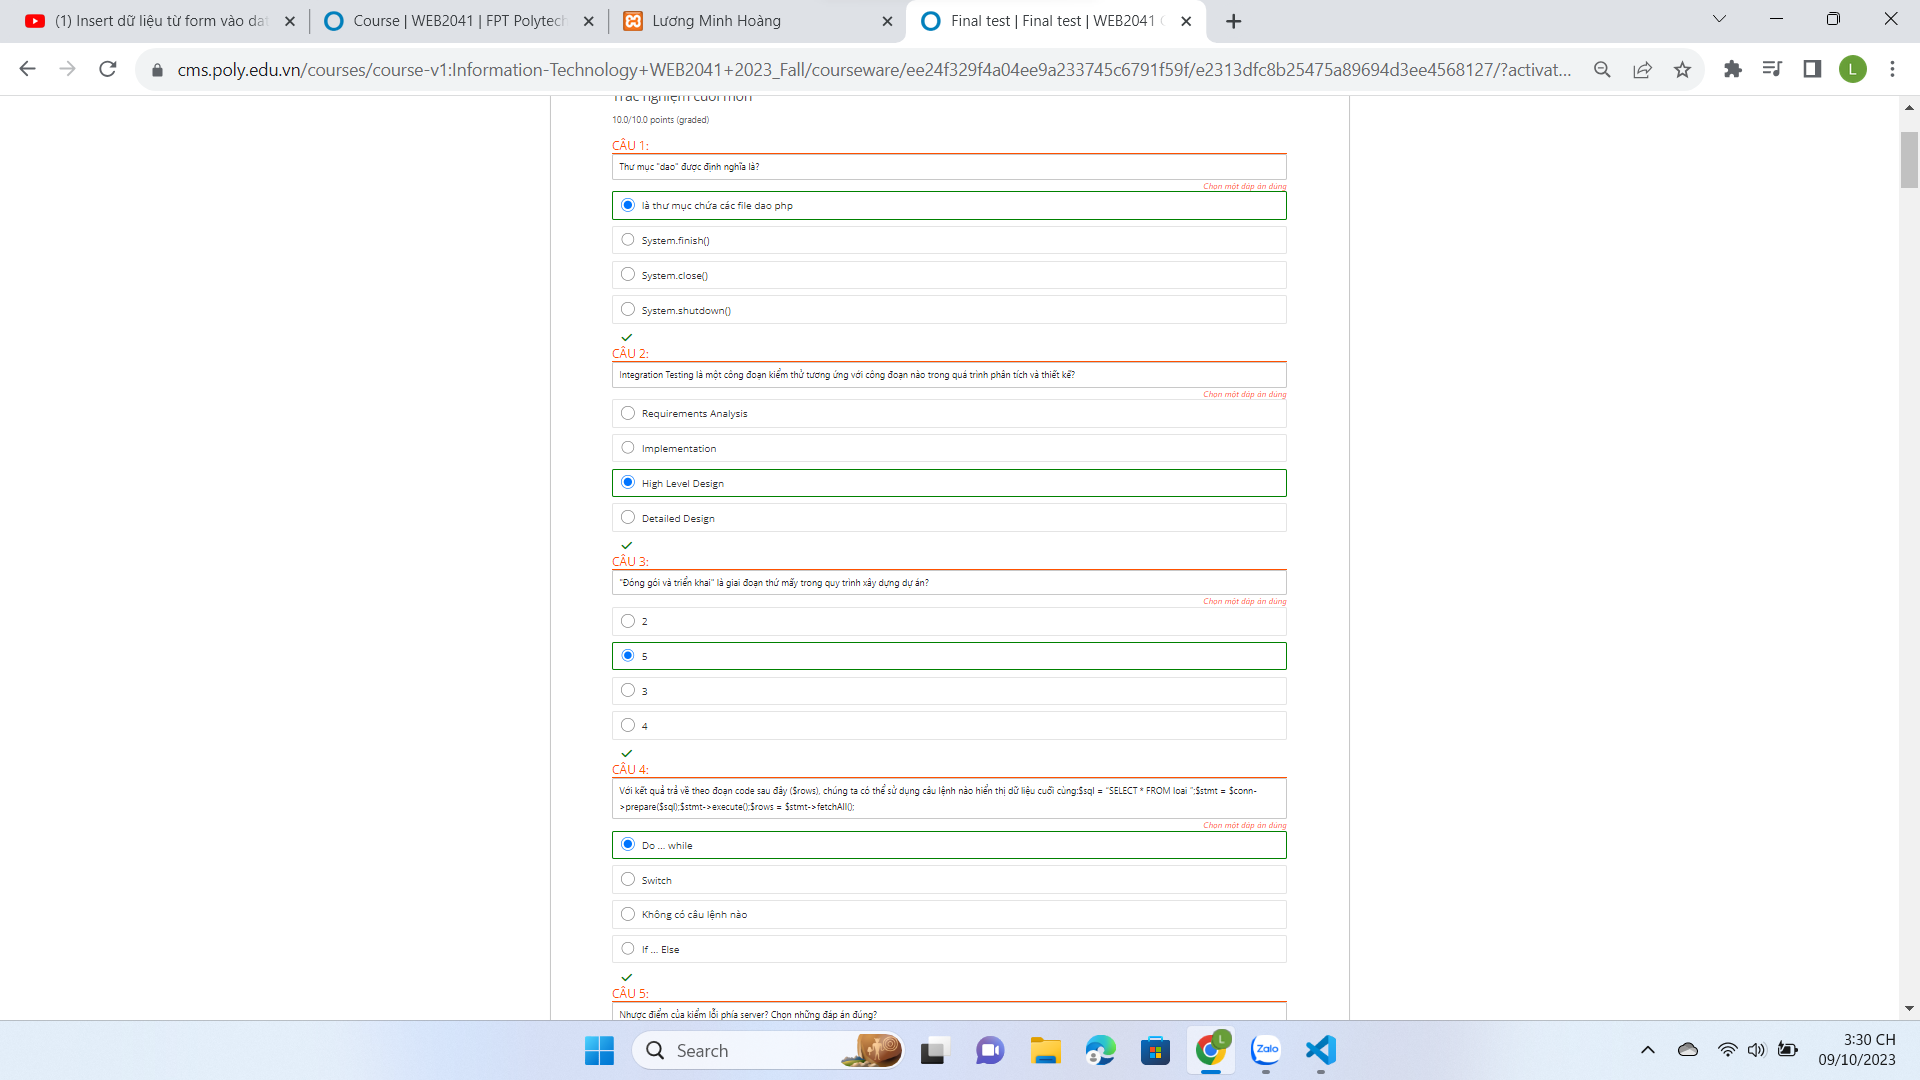 (1) Insert dữ liệu từ form vào da
Course | WEB2041 | FPT Polytech
Lương Minh Hoàng
Final test | Final test | WEB2041
cms.poly.edu.vn/courses/course-v1:Information-Technology+WEB2041+2023_Fall/courseware/ee24f329f4a04ee9a233745c6791f59f/e2313dfc8b25475a89694d3ee4568127/?activat...
L
Trắc nghiệm cuối môn
10.0/10.0 points (graded)
CÂU 1:
Thư mục "dao" được định nghĩa là?
Chọn một đáp án đúng
là thư mục chứa các file dao php
System.finish()
System.close()
System.shutdown()
CÂU 2:
Integration Testing là một công đoạn kiểm thử tương ứng với công đoạn nào trong quá trình phân tích và thiết kế?
Chọn một đáp án đúng
Requirements Analysis
Implementation
High Level Design
Detailed Design
CÂU 3:
"Đóng gói và triển khai" là giai đoạn thứ mấy trong quy trình xây dựng dự án?
Chọn một đáp án đúng
2
5
3
4
CÂU 4:
Với kết quả trả về theo đoạn code sau đây ($rows), chúng ta có thể sử dụng câu lệnh nào hiển thị dữ liệu cuối cùng:$sql = "SELECT * FROM loai ";$stmt = $conn-
>prepare($sql);$stmt->execute();$rows = $stmt->fetchAll();
Chọn một đáp án đúng
Do ... while
Switch
Không có câu lệnh nào
If ... Else
CÂU 5:
Nhược điểm của kiểm lỗi phía server? Chọn những đáp án đúng?
Search
L
Zalo
3:30 CH
09/10/2023